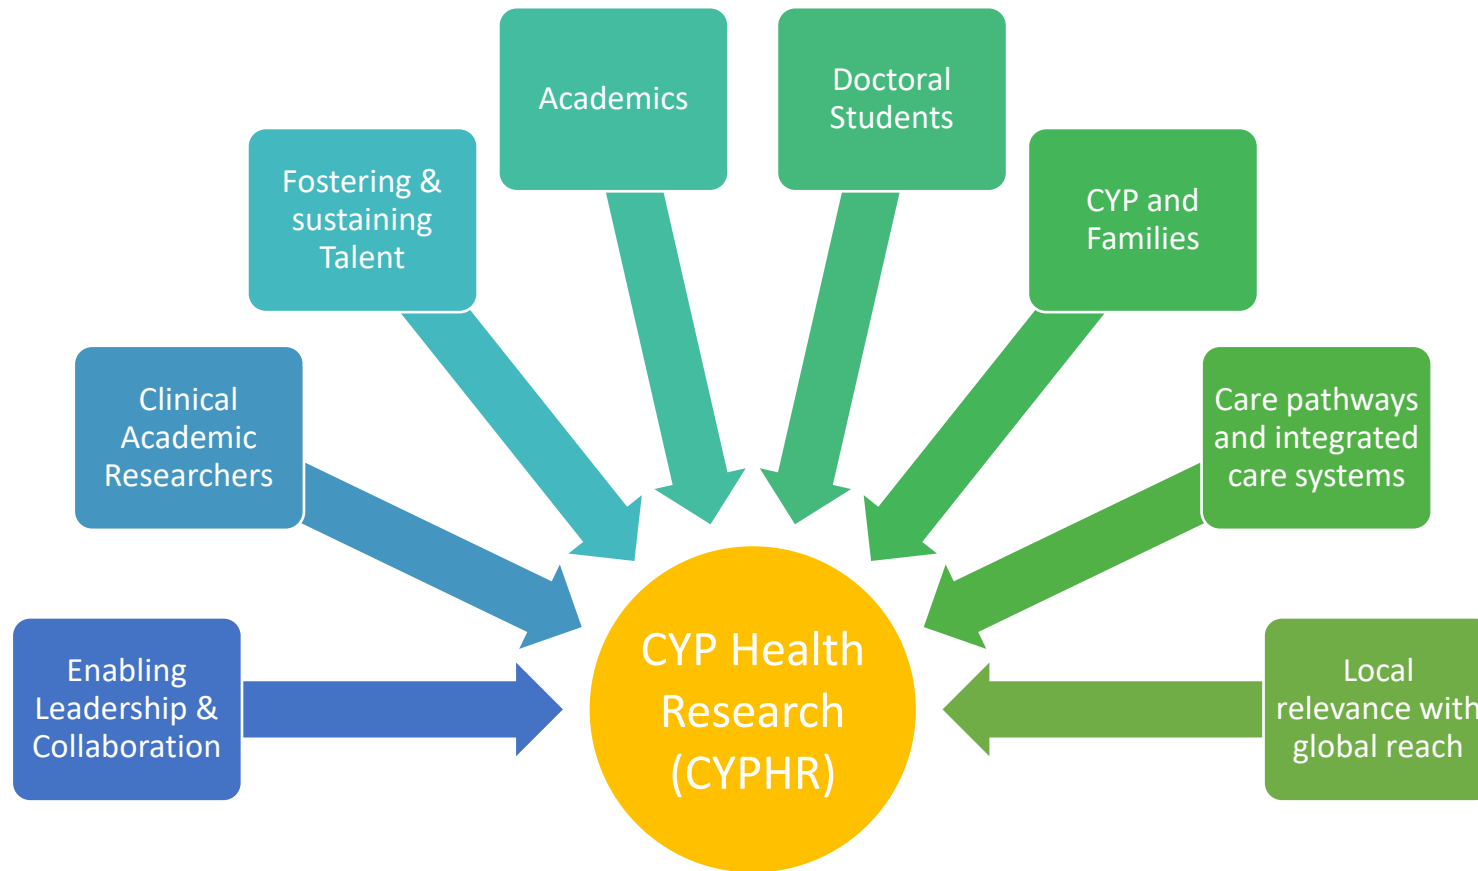 Academics
Doctoral
Students
Fostering &
sustaining
Talent
CYP and
Families
Clinical
Academic
Researchers
Care pathways
and integrated
care systems
Enabling
Leadership &
Collaboration
CYP Health
Research
(CYPHR)
Local
relevance with
global reach